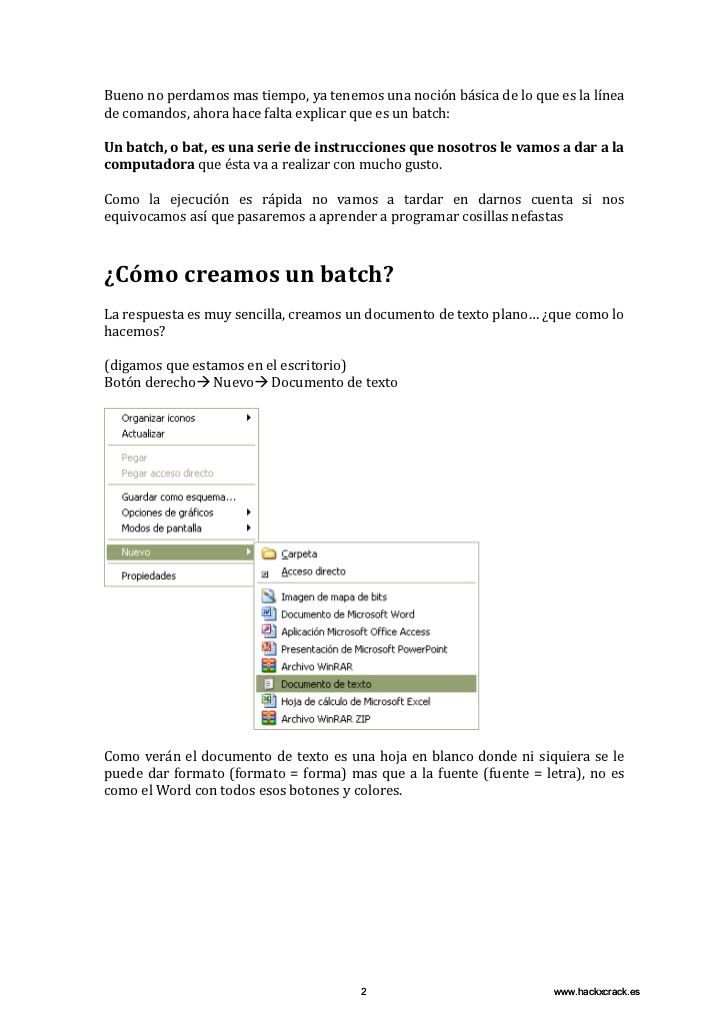 Bueno no perdamos mas tiempo, ya tenemos una noción básica de lo que es la línea
de comandos, ahora hace falta explicar que es un batch:
Un batch, o bat, es una serie de instrucciones que nosotros le vamos a dar a la
computadora que ésta va a realizar con mucho gusto.
Como la ejecución es rápida no vamos a tardar en darnos cuenta si nos
equivocamos así que pasaremos a aprender a programar cosillas nefastas
¿Cómo creamos un batch?
La respuesta es muy sencilla, creamos un documento de texto plano… ¿que como lo
hacemos?
(digamos que estamos en el escritorio)
Botón derecho→ Nuevo→ Documento de texto
Organizar iconos
Actualizar
Pegar
Pegar acceso directo
Guardar como esquema...
Opciones de gráficos
Modos de pantalla
Nuevo
Propiedades
Carpeta
Acceso directo
Imagen de mapa de bits
Documento de Microsoft Word
Aplicación Microsoft Office Access
Presentación de Microsoft PowerPoint
Archivo WinRAR
Documento de texto
Hoja de cálculo de Microsoft Excel
Archivo WinRAR ZIP
Como verán el documento de texto es una hoja en blanco donde ni siquiera se le
puede dar formato (formato = forma) mas que a la fuente (fuente = letra), no es
como el Word con todos esos botones y colores.
2
www.hackxcrack.es